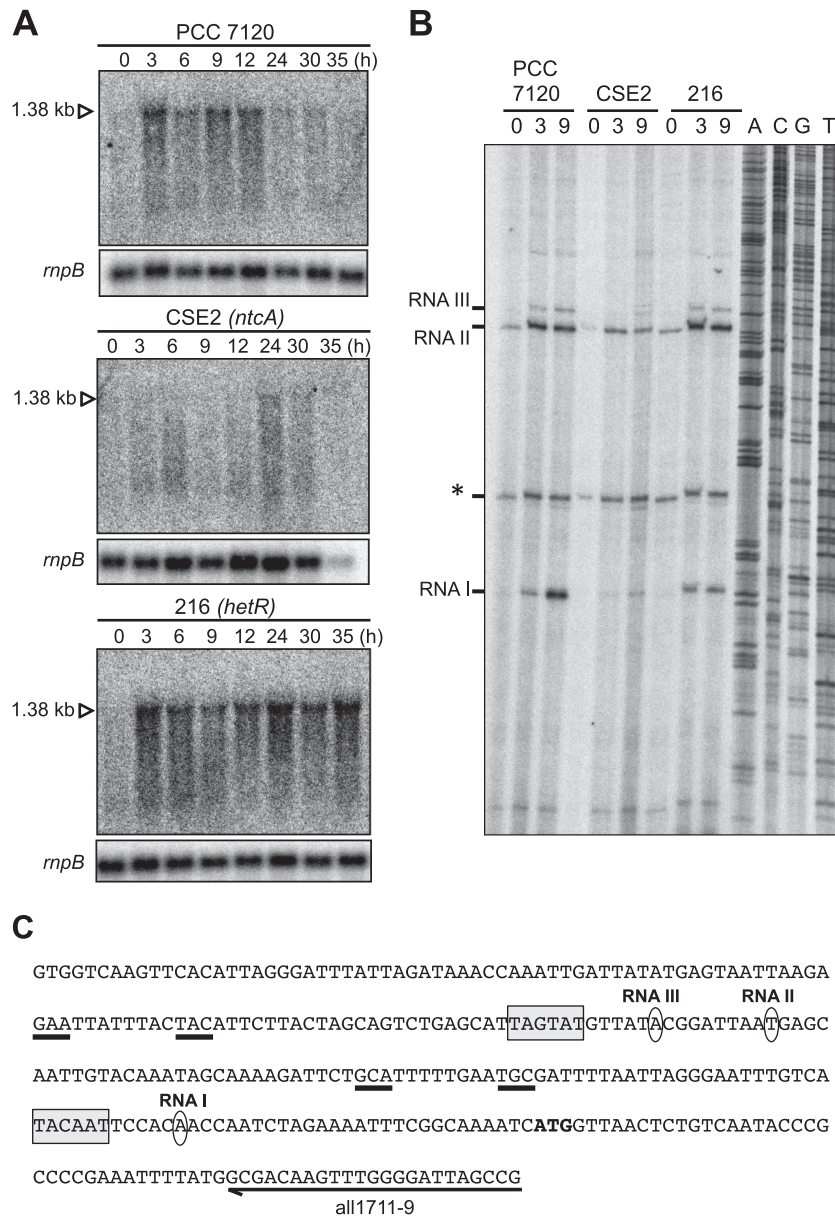 A
PCC 7120
0 3 6 9 12 24 30 35 (h)
1.38 kb
rnpB
CSE2 (ntcA)
0 3 6 9 12 24 30 35 (h)
1.38 kb
rnpB
216 (hetR)
0 3 6 9 12 24 30 35 (h)
1.38 kb
rnpB
B
PCC
7120 CSE2 216
0 3 9 0 3 9 0 3 9 A C G T
RNA III
RNA II
*
RNA I
C
GTGGTCAAGTTCACATTAGGGATTTATTAGATAAACCAAATTGATTATATGAGTAATTAAGA
RNA III RNA II
GAATTATTTACTACATTCTTACTAGCAGTCTGAGCATTAGTATGTTATACGGATTAATGAGC
AATTGTACAAATAGCAAAAGATTCTGCATTTTTGAATGCGATTTTAATTAGGGAATTTGTCA
RNA I
TACAATTCCACAACCAATCTAGAAAATTTCGGCAAAATCATGGTTAACTCTGTCAATACCCG
CCCCGAAATTTTATGGCGACAAGTTTGGGGATTAGCCG
all1711-9